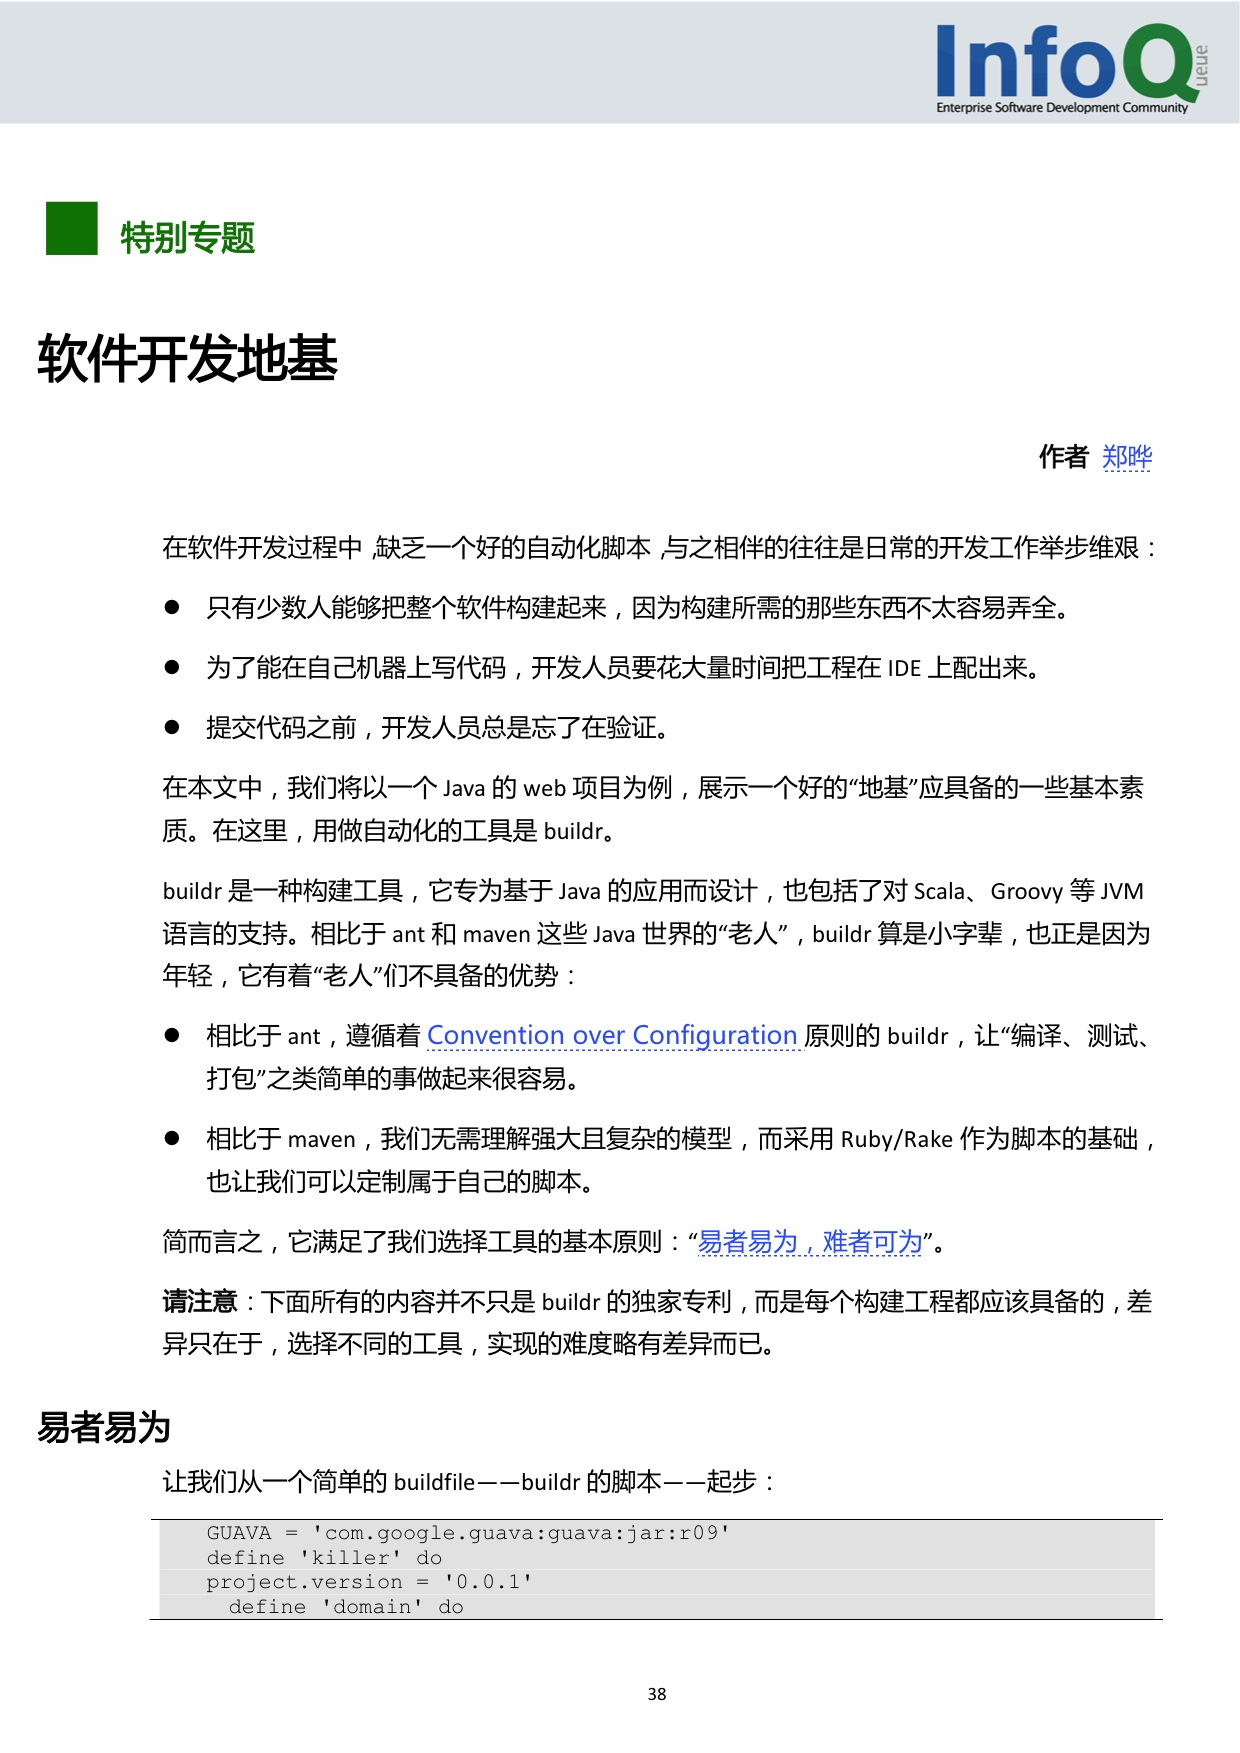 InfoQ
ueue
Enterprise Software Development Community
特别专题
软件开发地基
作者 郑晔
在软件开发过程中,缺乏一个好的自动化脚本,与之相伴的往往是日常的开发工作举步维艰：
● 只有少数人能够把整个软件构建起来，因为构建所需的那些东西不太容易弄全。
● 为了能在自己机器上写代码，开发人员要花大量时间把工程在 IDE 上配出来。
● 提交代码之前，开发人员总是忘了在验证。
在本文中，我们将以一个 Java 的 web 项目为例，展示一个好的“地基”应具备的一些基本素
质。在这里，用做自动化的工具是 buildr。
buildr 是一种构建工具，它专为基于 Java 的应用而设计，也包括了对 Scala、Groovy 等 JVM
语言的支持。相比于 ant 和 maven 这些 Java 世界的“老人”，buildr 算是小字辈，也正是因为
年轻，它有着“老人”们不具备的优势：
● 相比于 ant，遵循着 Convention over Configuration 原则的 buildr，让“编译、测试、
打包”之类简单的事做起来很容易。
● 相比于 maven，我们无需理解强大且复杂的模型，而采用 Ruby/Rake 作为脚本的基础，
也让我们可以定制属于自己的脚本。
简而言之，它满足了我们选择工具的基本原则：“易者易为，难者可为”。
请注意：下面所有的内容并不只是 buildr 的独家专利，而是每个构建工程都应该具备的，差
异只在于，选择不同的工具，实现的难度略有差异而已。
易者易为
让我们从一个简单的 buildfile——buildr 的脚本——起步：
GUAVA = 'com.google.guava:guava:jar:r09'
define 'killer' do
project.version = '0.0.1'
define 'domain' do
38